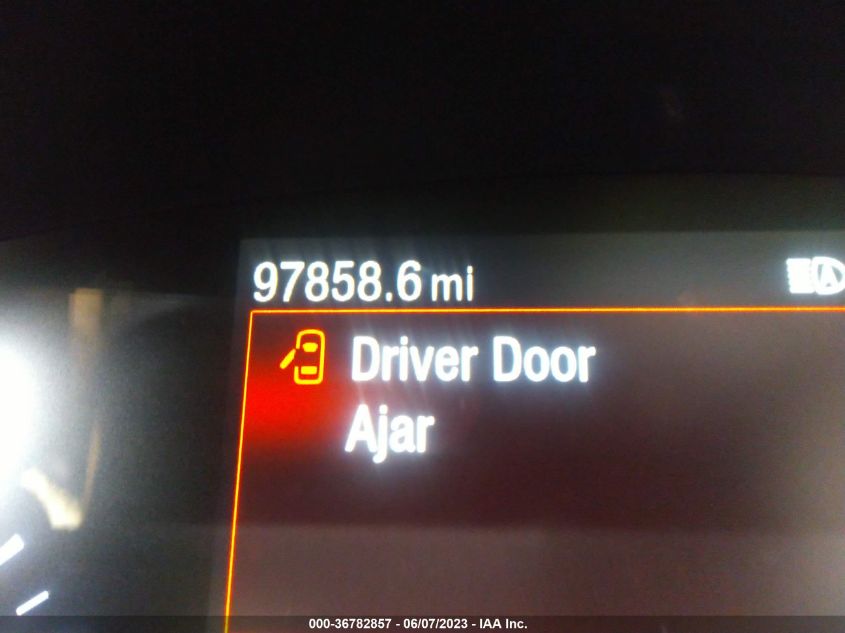 97858.6 mi
Driver Door
Ajar
000-36782857 - 06/07/2023 - IAA Inc.